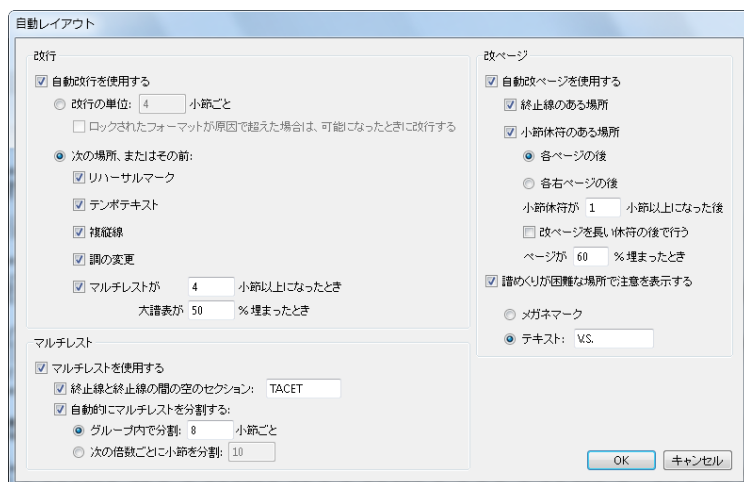 自動レイアウト
改行
自動改行を使用する
改行の単位: 4 小節ごと
ロックされたフォーマットが原因で超えた場合は、可能になったときに改行する
次の場所、またはその前:
リハーサルマーク
テンポテキスト
複縦線
調の変更
マルチレストが 4 小節以上になったとき
大譜表が 50 %埋まったとき
マルチレスト
マルチレストを使用する
終止線と終止線の間の空のセクション: TACET
自動的にマルチレストを分割する:
グループ内で分割: 8 小節ごと
次の倍数ごとに小節を分割: 10
改ページ
自動改ページを使用する
終止線のある場所
小節休符のある場所
各ページの後
各右ページの後
小節休符が 1 小節以上になった後
改ページを長い休符の後で行う
ページが 60 %埋まったとき
譜めくりが困難な場所で注意を表示する
メガネマーク
テキスト: V.S.
OK キャンセル